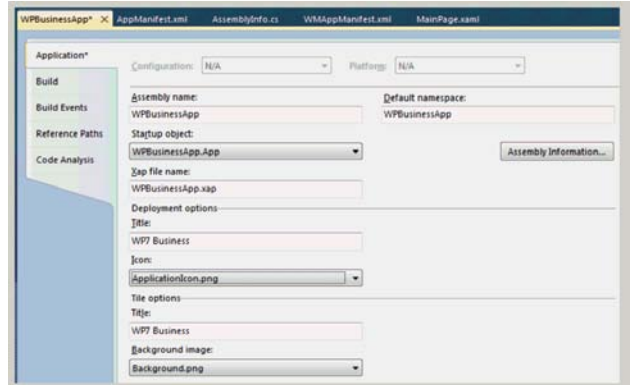 WPBusinessApp* × AppManifest.xml AssemblyInfo.cs WMAppManifest.xml MainPage.xaml
Application*
Build
Build Events
Reference Paths
Code Analysis
Configuration: N/A Platform: N/A
Assembly name: Default namespace:
WPBusinessApp WPBusinessApp
Startup object:
WPBusinessApp.App Assembly Information...
Xap file name:
WPBusinessApp.xap
Deployment options
Title:
WP7 Business
Icon:
ApplicationIcon.png
Tile options
Title:
WP7 Business
Background image:
Background.png